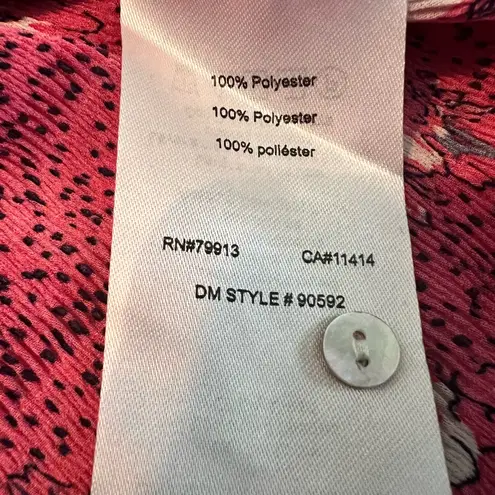 100% Polyester
100% Polyester
100% poliéster
RN#79913 CA#11414
DM STYLE # 90592